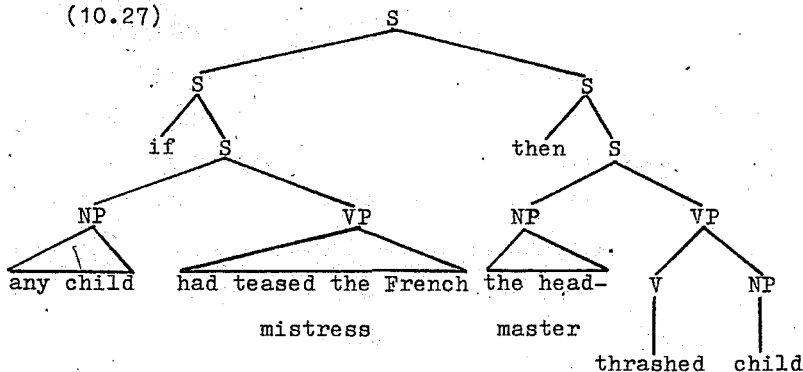 (10.27)
S
S S
if S then S
NP VP NP VP
any child had teased the French the head- V NP
mistress master
thrashed child